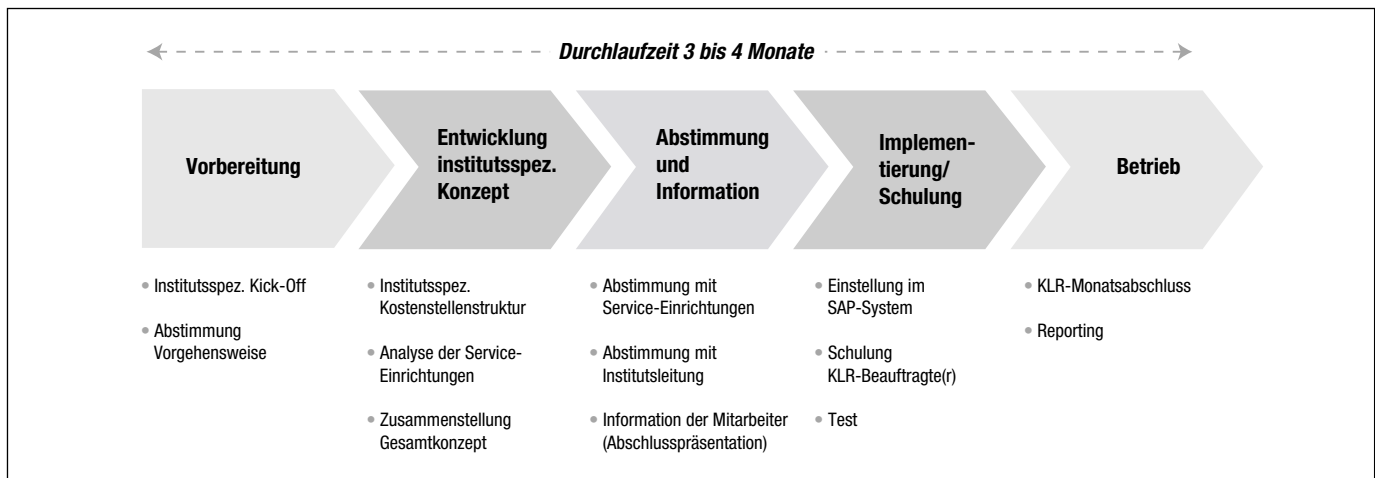 Durchlaufzeit 3 bis 4 Monate
Vorbereitung
Entwicklung
institutsspez.
Konzept
Abstimmung
und
Information
Implemen-
tierung/
Schulung
Betrieb
• Institutsspez. Kick-Off
• Abstimmung
Vorgehensweise
• Institutsspez.
Kostenstellenstruktur
• Analyse der Service-
Einrichtungen
• Zusammenstellung
Gesamtkonzept
• Abstimmung mit
Service-Einrichtungen
• Abstimmung mit
Institutsleitung
• Information der Mitarbeiter
(Abschlusspräsentation)
• Einstellung im
SAP-System
• Schulung
KLR-Beauftragte(r)
• Test
• KLR-Monatsabschluss
• Reporting